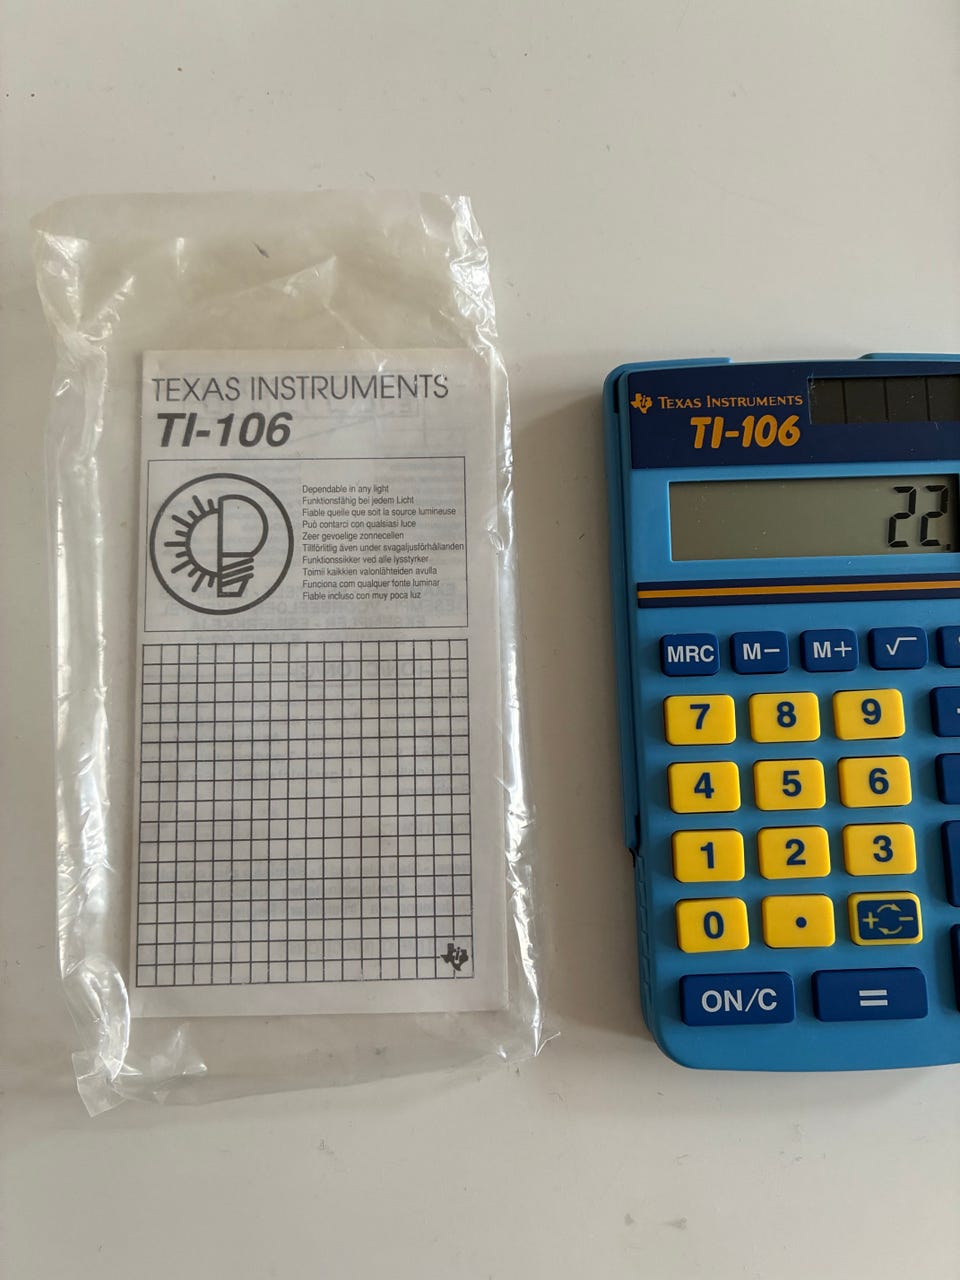 TEXAS INSTRUMENTS
TI-106
Dependable in any light
Funktionsfähig bei jedem Licht
Fiable quelle que soit la source lumineuse
Può contarci con qualsiasi luce
Zeer gevoelige zonnecellen
Tillförlitlig även under svagaljusförhållanden
Funktionssikker ved alle lysstyrker
Toimii kaikkien valonlähteiden avulla
Funciona com qualquer fonte luminar
Fiable incluso con muy poca luz
TEXAS INSTRUMENTS
TI-106
22.
MRC M− M+ √
7 8 9
4 5 6
1 2 3
0 . +−
ON/C =